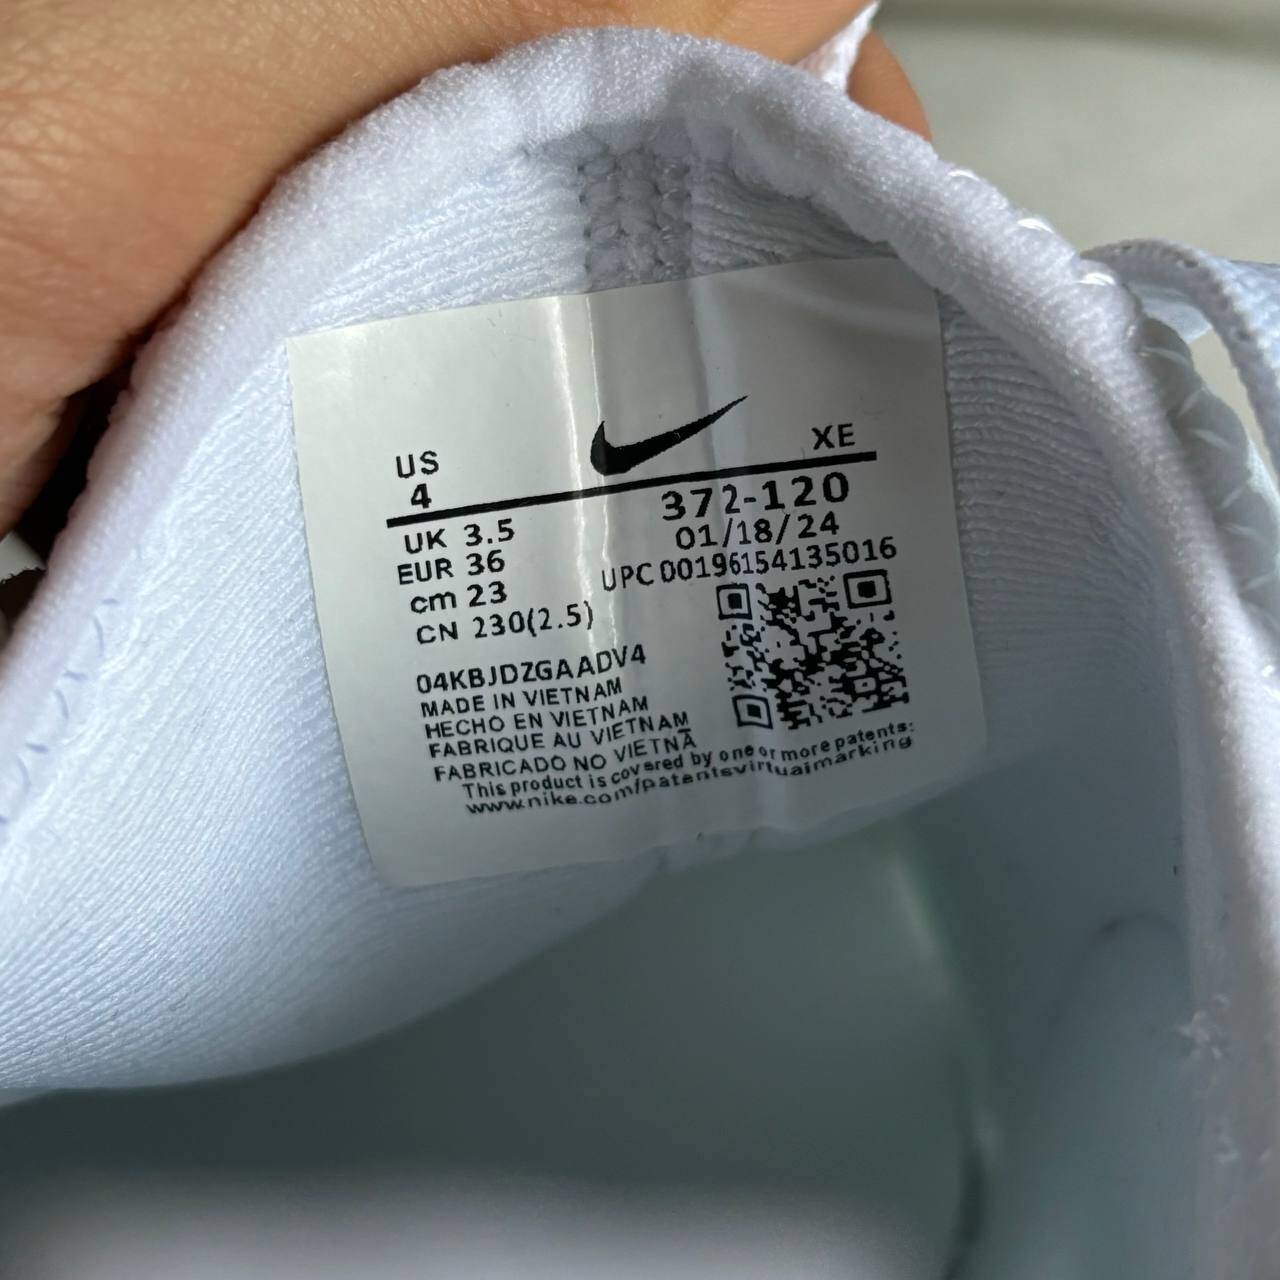 US
4
XE
UK 3.5
EUR 36
cm 23
CN 230(2.5)
372-120
01/18/24
UPC 00196154135016
04KBJDZGAADV4
MADE IN VIETNAM
HECHO EN VIETNAM
FABRIQUE AU VIETNAM
FABRICADO NO VIETNÃ
This product is covered by one or more patents:
www.nike.com/patentsvirtualmarking